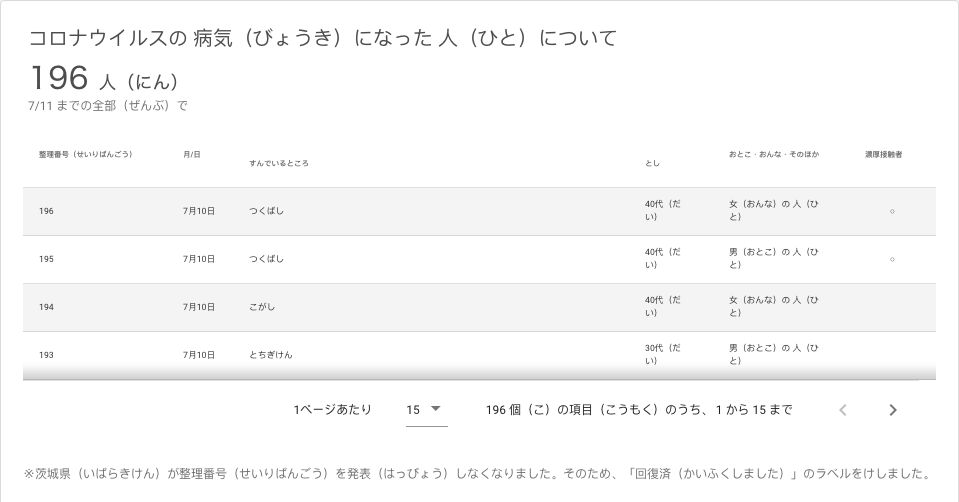 コロナウイルスの 病気（びょうき）になった 人（ひと）について
196 人（にん）
7/11 までの全部（ぜんぶ）で
整理番号（せいりばんごう） 月/日 すんでいるところ とし おとこ・おんな・そのほか 濃厚接触者
196 7月10日 つくばし 40代（だい） 女（おんな）の 人（ひと） ○
195 7月10日 つくばし 40代（だい） 男（おとこ）の 人（ひと） ○
194 7月10日 こがし 40代（だい） 女（おんな）の 人（ひと）
193 7月10日 とちぎけん 30代（だい） 男（おとこ）の 人（ひと）
1ページあたり 15 196 個（こ）の項目（こうもく）のうち、1 から 15 まで
※茨城県（いばらきけん）が整理番号（せいりばんごう）を発表（はっぴょう）しなくなりました。そのため、「回復済（かいふくしました）」のラベルをけしました。